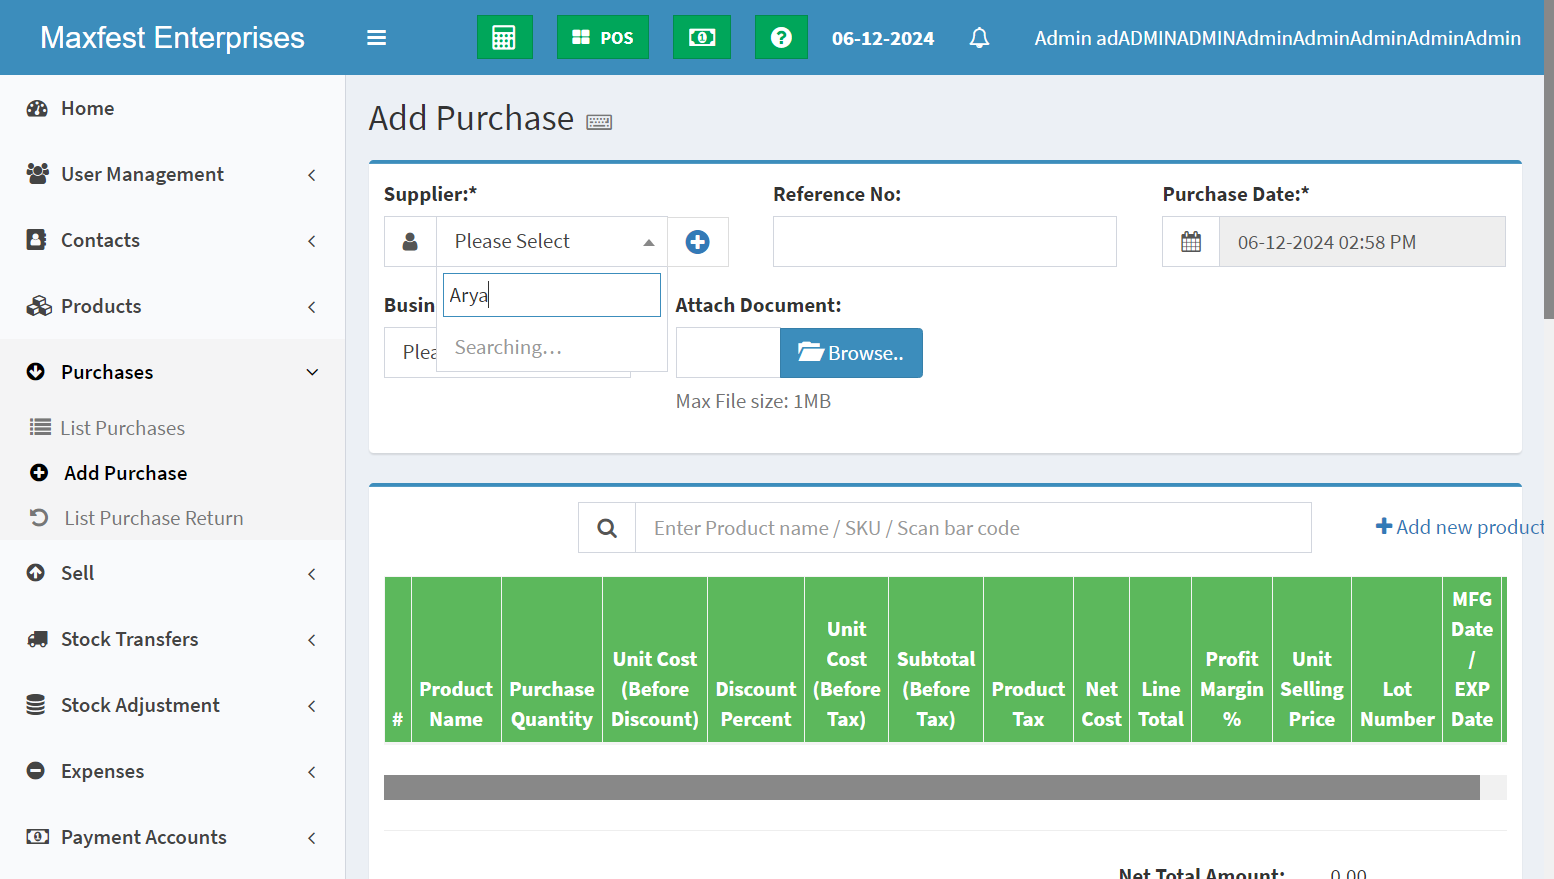 Maxfest Enterprises
POS
06-12-2024
Admin adADMINADMINAdminAdminAdminAdminAdmin
Home
User Management
Contacts
Products
Purchases
List Purchases
Add Purchase
List Purchase Return
Sell
Stock Transfers
Stock Adjustment
Expenses
Payment Accounts
Add Purchase
Supplier:*
Please Select
Arya
Searching…
Reference No:
Purchase Date:*
06-12-2024 02:58 PM
Busin
Plea
Attach Document:
Browse..
Max File size: 1MB
Enter Product name / SKU / Scan bar code
Add new product
#
Product
Name
Purchase
Quantity
Unit Cost
(Before
Discount)
Discount
Percent
Unit
Cost
(Before
Tax)
Subtotal
(Before
Tax)
Product
Tax
Net
Cost
Line
Total
Profit
Margin
%
Unit
Selling
Price
Lot
Number
MFG
Date
/
EXP
Date
Net Total Amount:
0.00